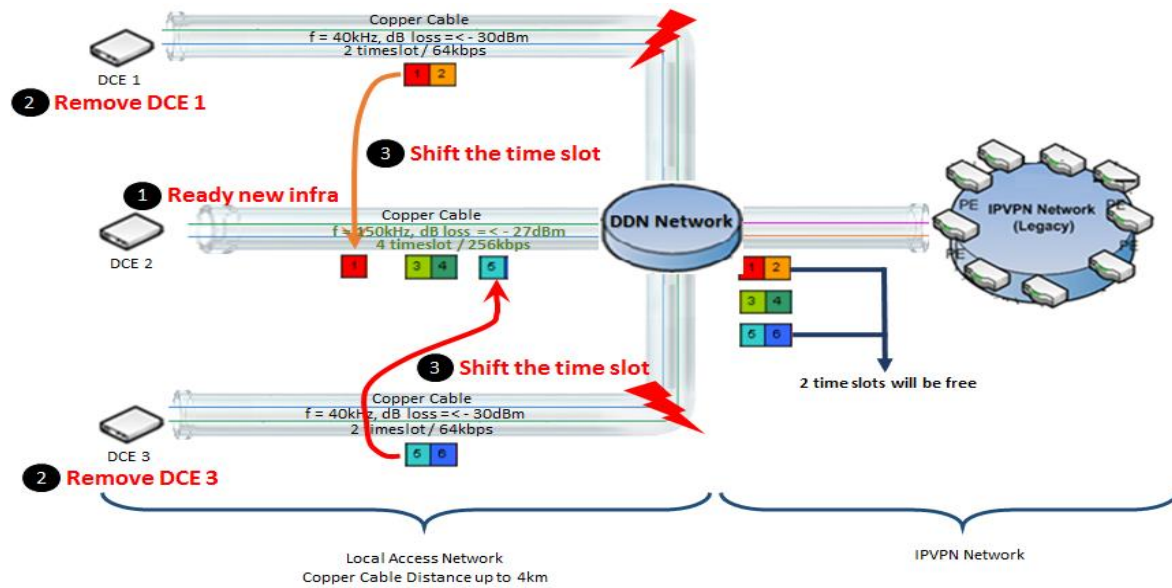 Copper Cable
f = 40kHz, dB loss =< - 30dBm
2 timeslot / 64kbps
DCE 1
1 2
2 Remove DCE 1
3 Shift the time slot
1 Ready new infra
Copper Cable
f = 150kHz, dB loss =< - 27dBm
4 timeslot / 256kbps
DCE 2
1
3 4
5
DDN Network
PE
PE
PE
PE
IPVPN Network
(Legacy)
1 2
3 4
5 6
2 time slots will be free
3 Shift the time slot
Copper Cable
f = 40kHz, dB loss =< - 30dBm
2 timeslot / 64kbps
DCE 3
5 6
2 Remove DCE 3
Local Access Network
Copper Cable Distance up to 4km
IPVPN Network